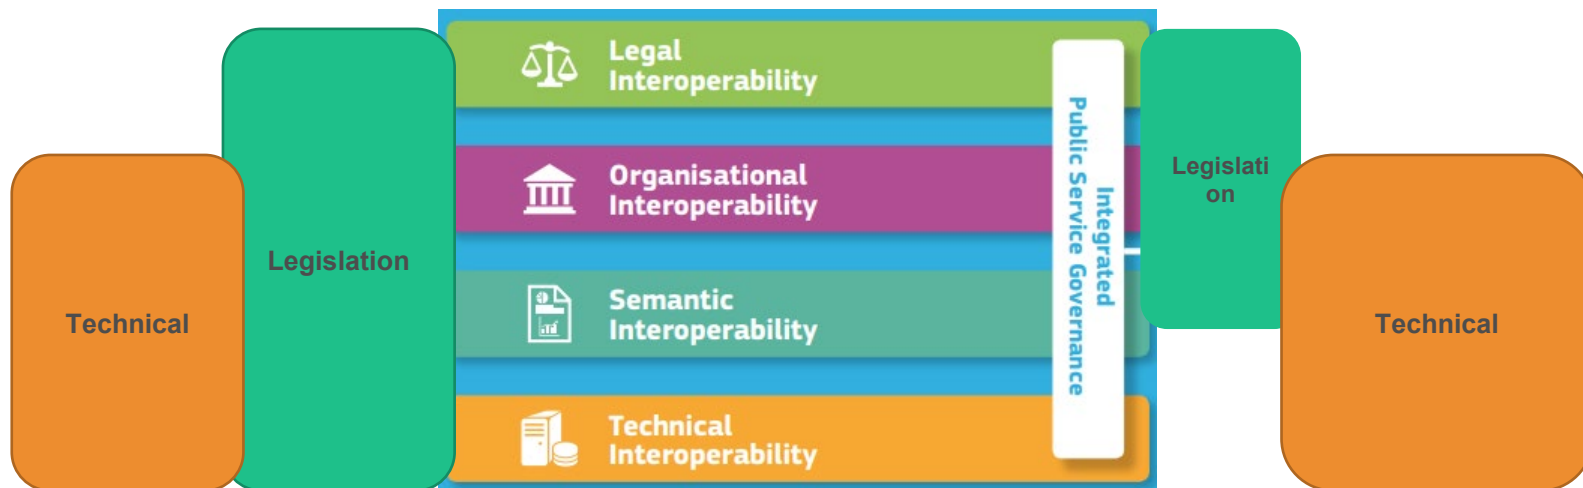 Technical
Legislation
Legal
Interoperability
Organisational
Interoperability
Semantic
Interoperability
Technical
Interoperability
Integrated
Public Service Governance
Legislati
on
Technical